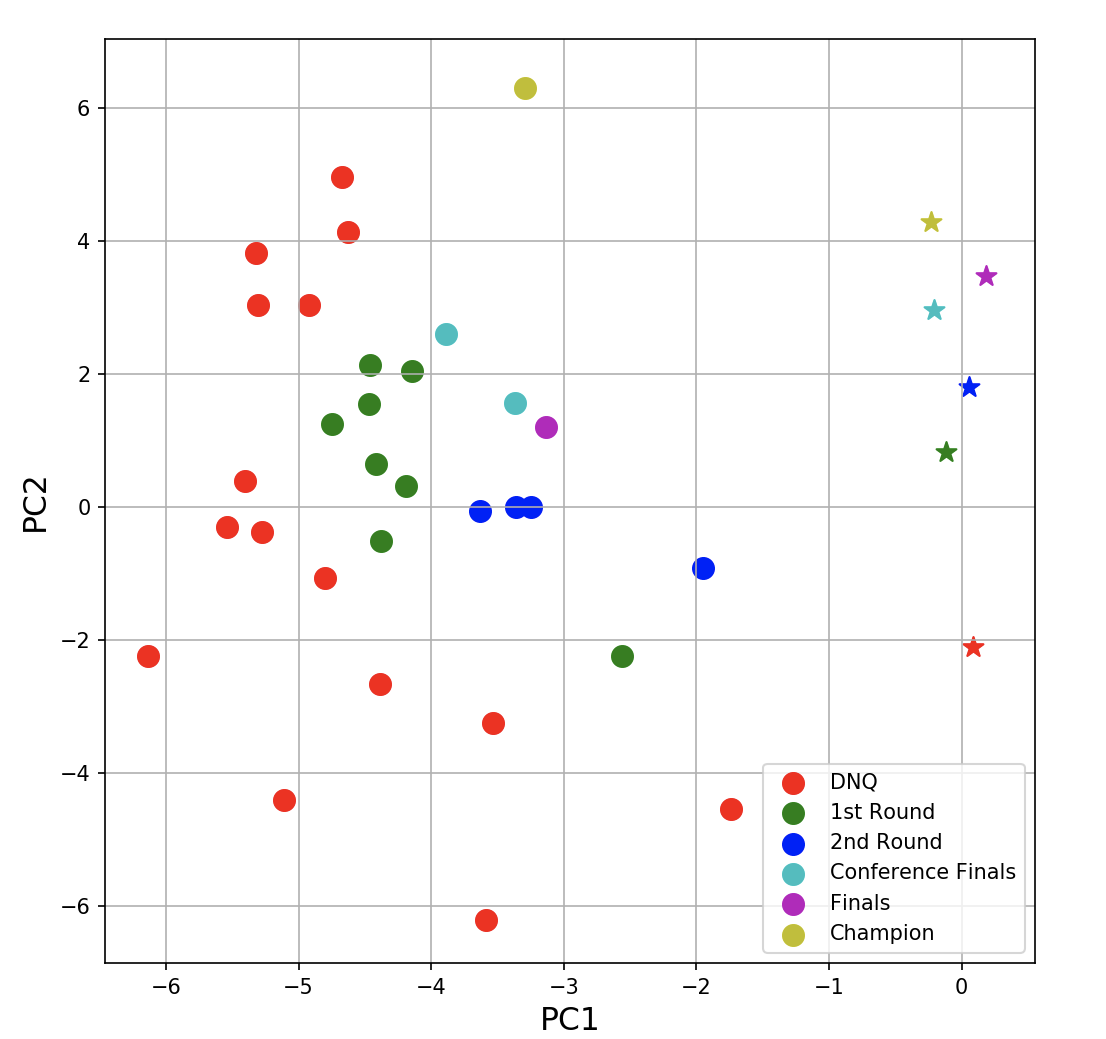 6
4
2
0
−2
−4
−6
PC2
−6
−5
−4
−3
−2
−1
0
PC1
DNQ
1st Round
2nd Round
Conference Finals
Finals
Champion